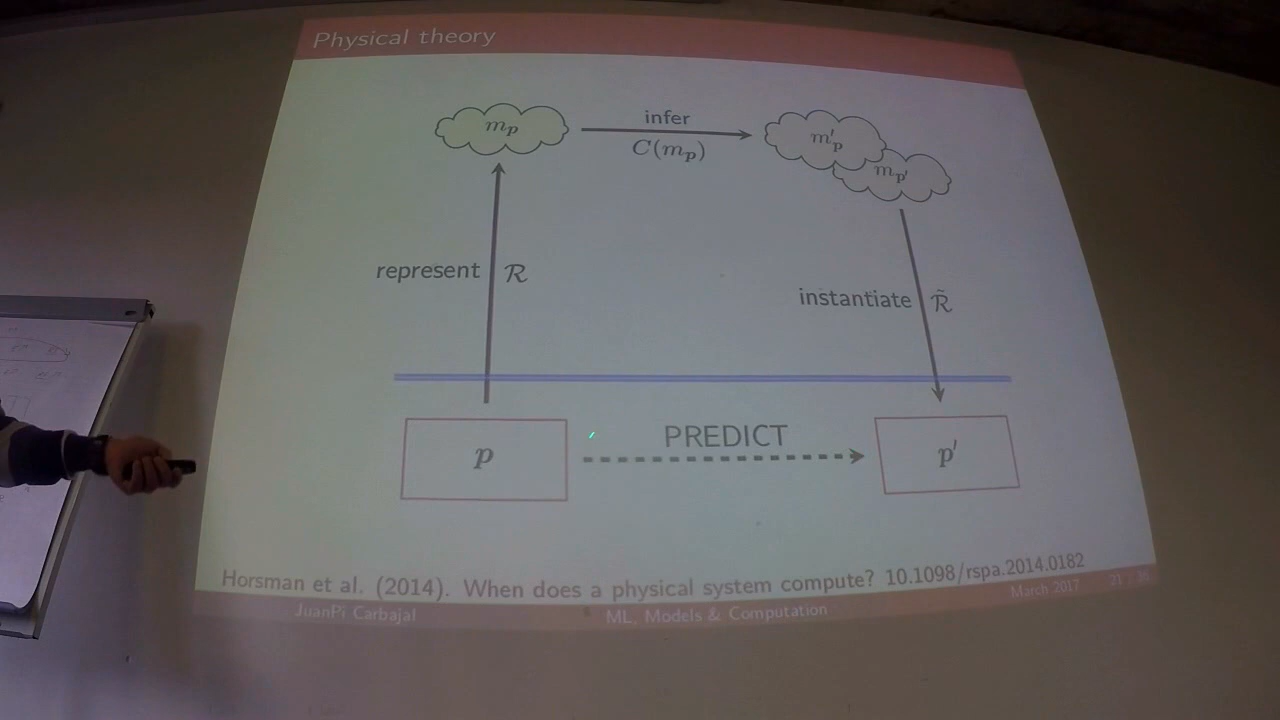 Physical theory
infer
C(m_p)
m_p
m'_p
m_p'
represent R
instantiate R̃
PREDICT
p
p'
Horsman et al. (2014). When does a physical system compute? 10.1098/rspa.2014.0182
JuanPi Carbajal ML, Models & Computation March 2017 21 /